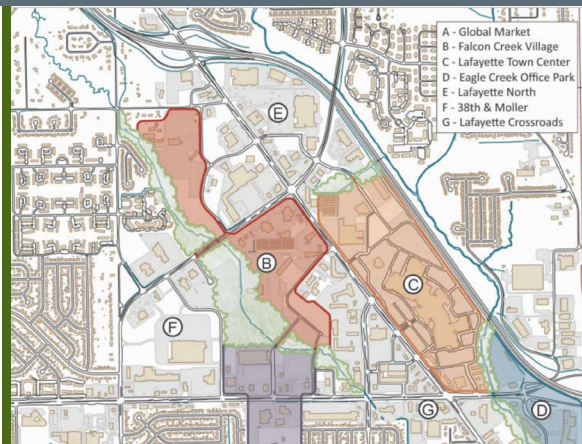 A - Global Market
B - Falcon Creek Village
C - Lafayette Town Center
D - Eagle Creek Office Park
E - Lafayette North
F - 38th & Moller
G - Lafayette Crossroads
E
B
C
F
G
D